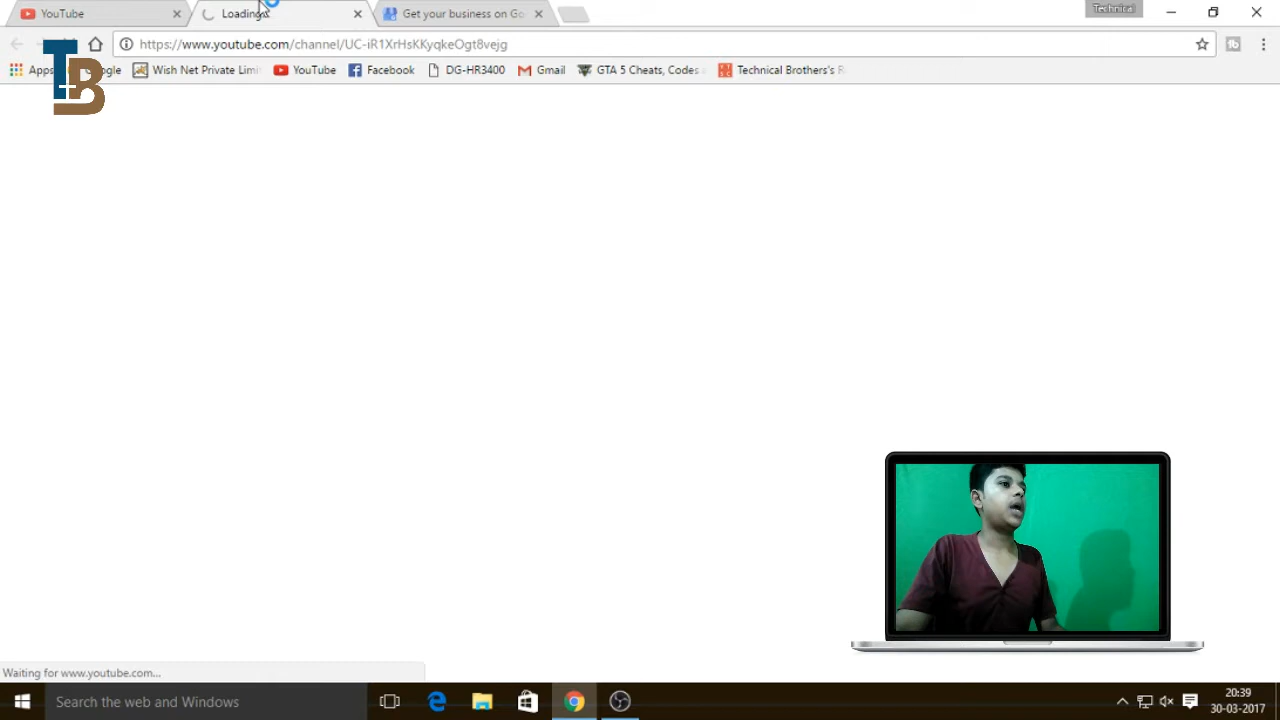 YouTube
Loading...
Get your business on Go
Technical
https://www.youtube.com/channel/UC-iR1XrHsKKyqkeOgt8vejg
Apps
Wish Net Private Limi
YouTube
Facebook
DG-HR3400
Gmail
GTA 5 Cheats, Codes
Technical Brother's R
TB
Waiting for www.youtube.com...
Search the web and Windows
20:39
30-03-2017